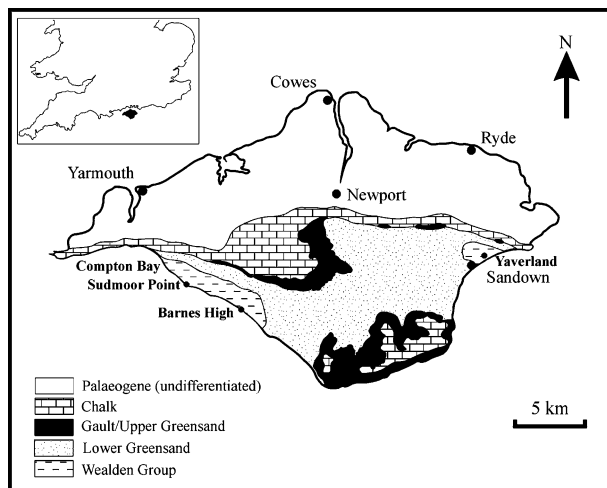 N
Cowes
Ryde
Yarmouth
Newport
Compton Bay
Yaverland
Sudmoor Point
Sandown
Barnes High
Palaeogene (undifferentiated)
Chalk
Gault/Upper Greensand
5 km
Lower Greensand
Wealden Group